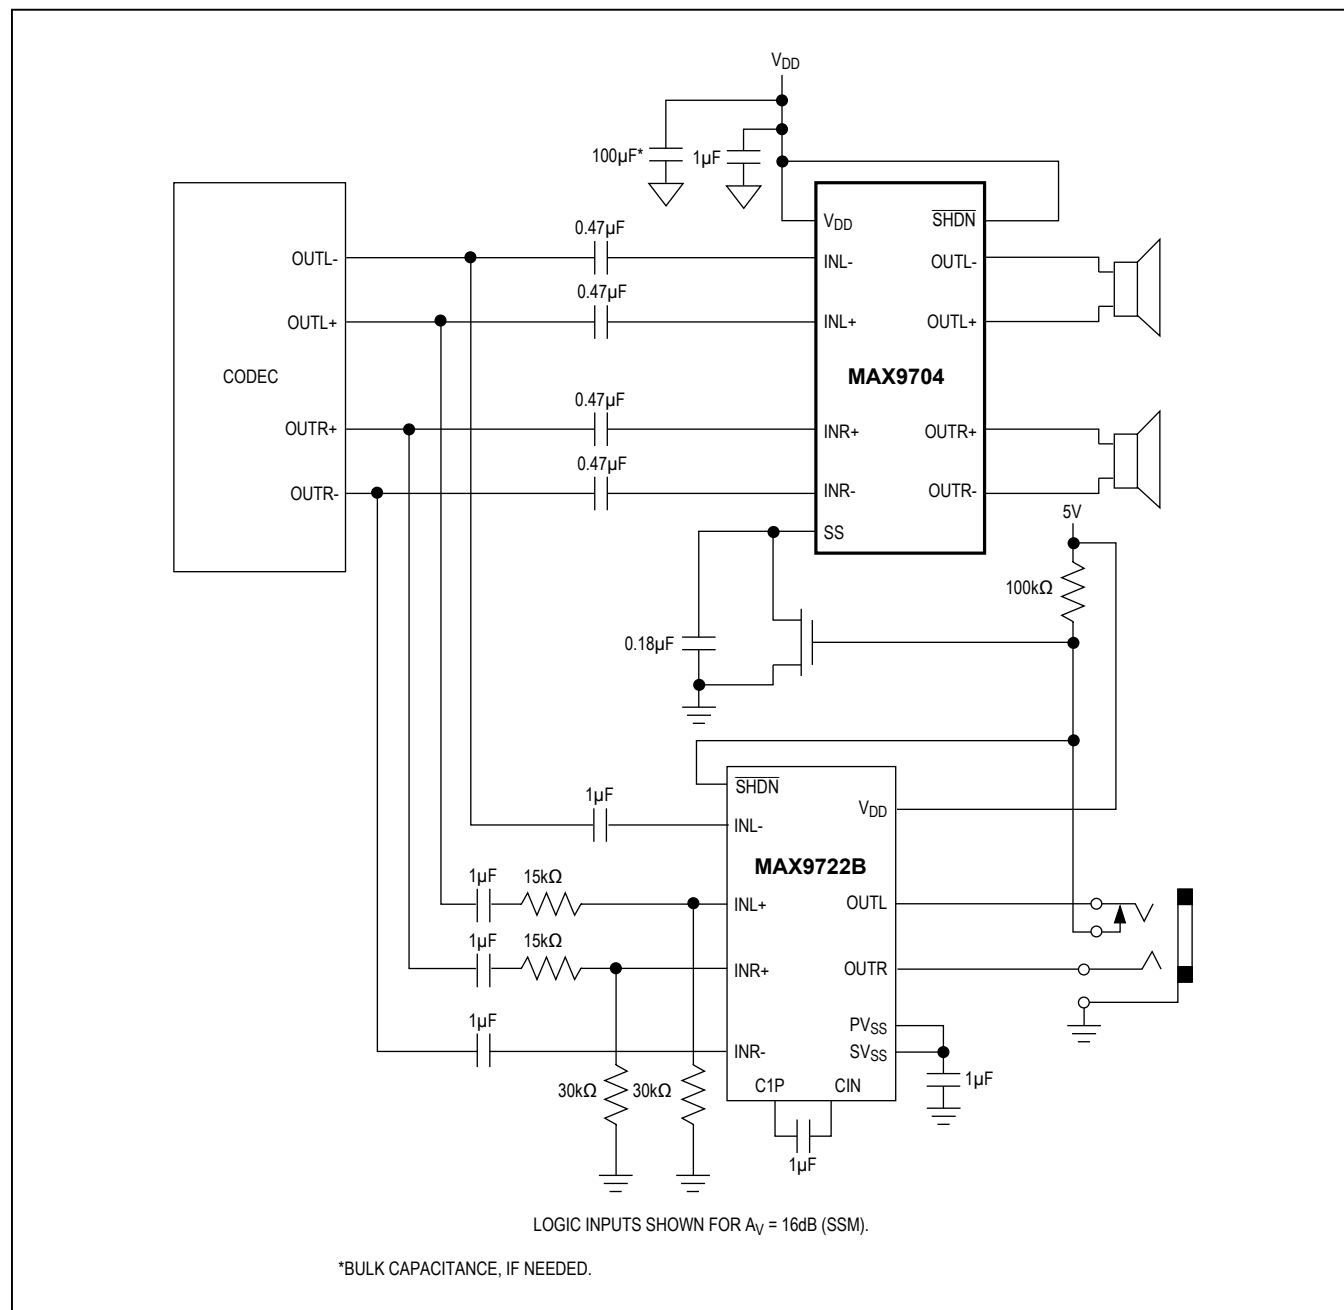 VDD
100µF*
1µF
VDD
SHDN
0.47µF
OUTL-
INL-
OUTL-
0.47µF
OUTL+
INL+
OUTL+
CODEC
MAX9704
0.47µF
OUTR+
INR+
OUTR+
0.47µF
OUTR-
INR-
OUTR-
5V
SS
100kΩ
0.18µF
SHDN
1µF
VDD
INL-
MAX9722B
1µF
15kΩ
INL+
OUTL
1µF
15kΩ
INR+
OUTR
1µF
PVSS
INR-
SVSS
1µF
30kΩ
30kΩ
C1P
CIN
1µF
LOGIC INPUTS SHOWN FOR AV = 16dB (SSM).
*BULK CAPACITANCE, IF NEEDED.